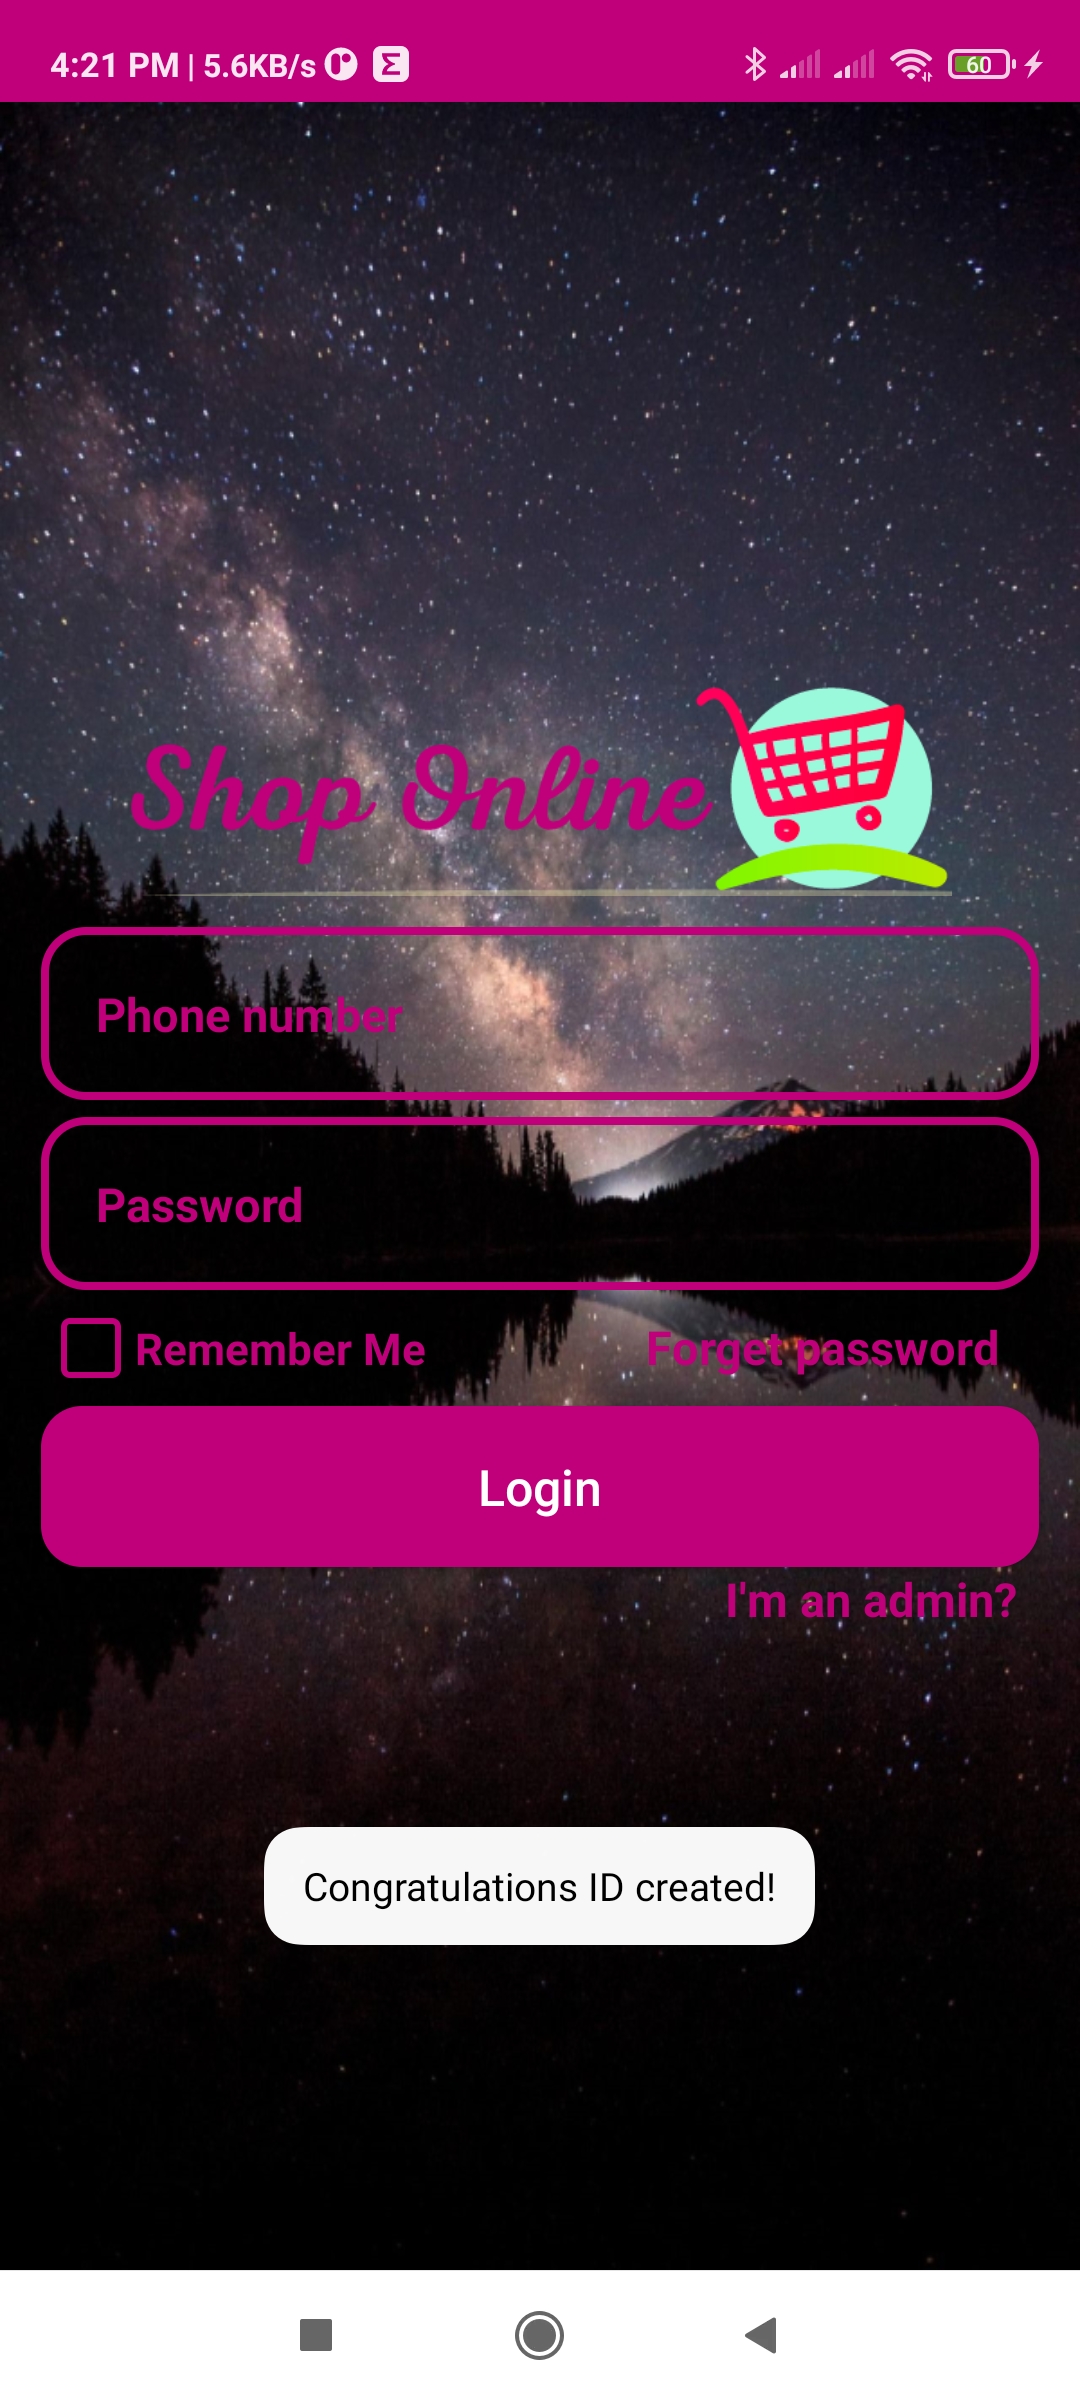 4:21 PM | 5.6KB/s
60
Shop Online
Phone number
Password
Remember Me
Forget password
Login
I'm an admin?
Congratulations ID created!